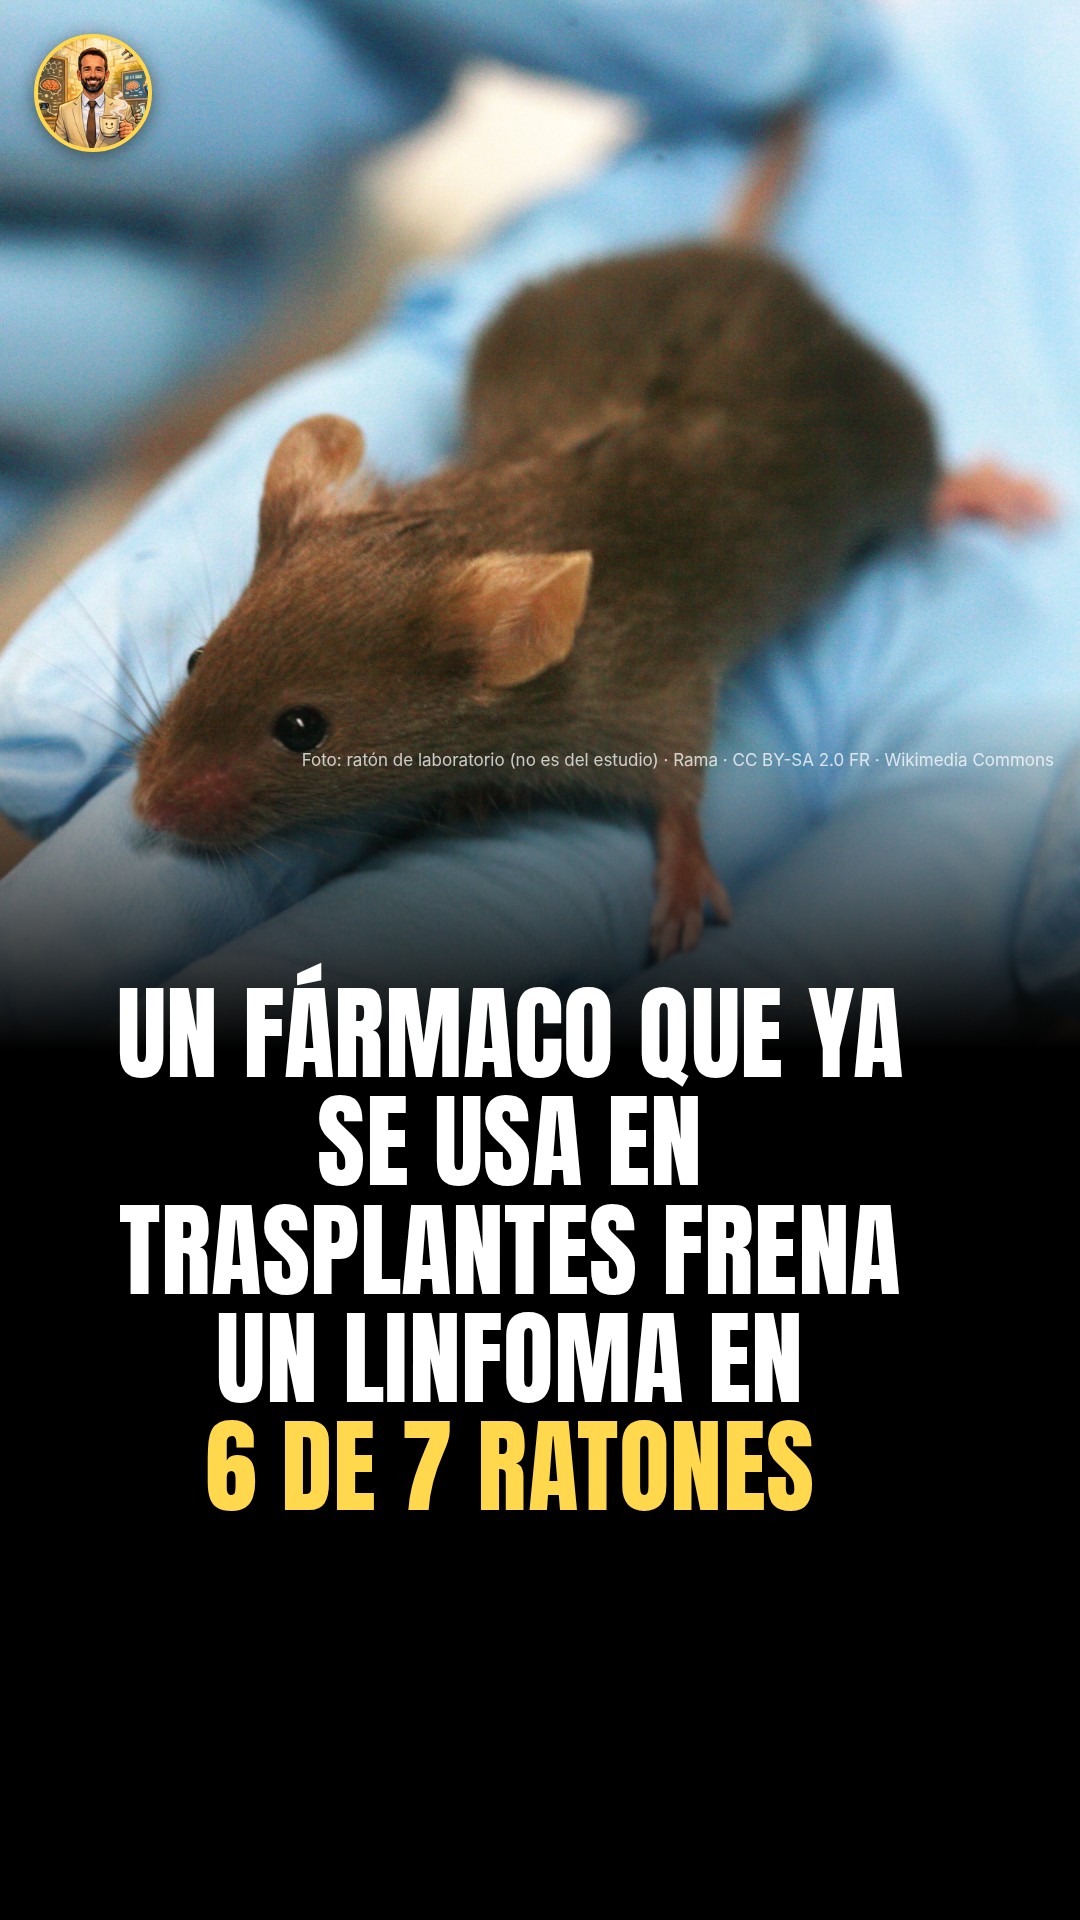 Foto: ratón de laboratorio (no es del estudio) · Rama · CC BY-SA 2.0 FR · Wikimedia Commons
UN FÁRMACO QUE YA
SE USA EN
TRASPLANTES FRENA
UN LINFOMA EN
6 DE 7 RATONES